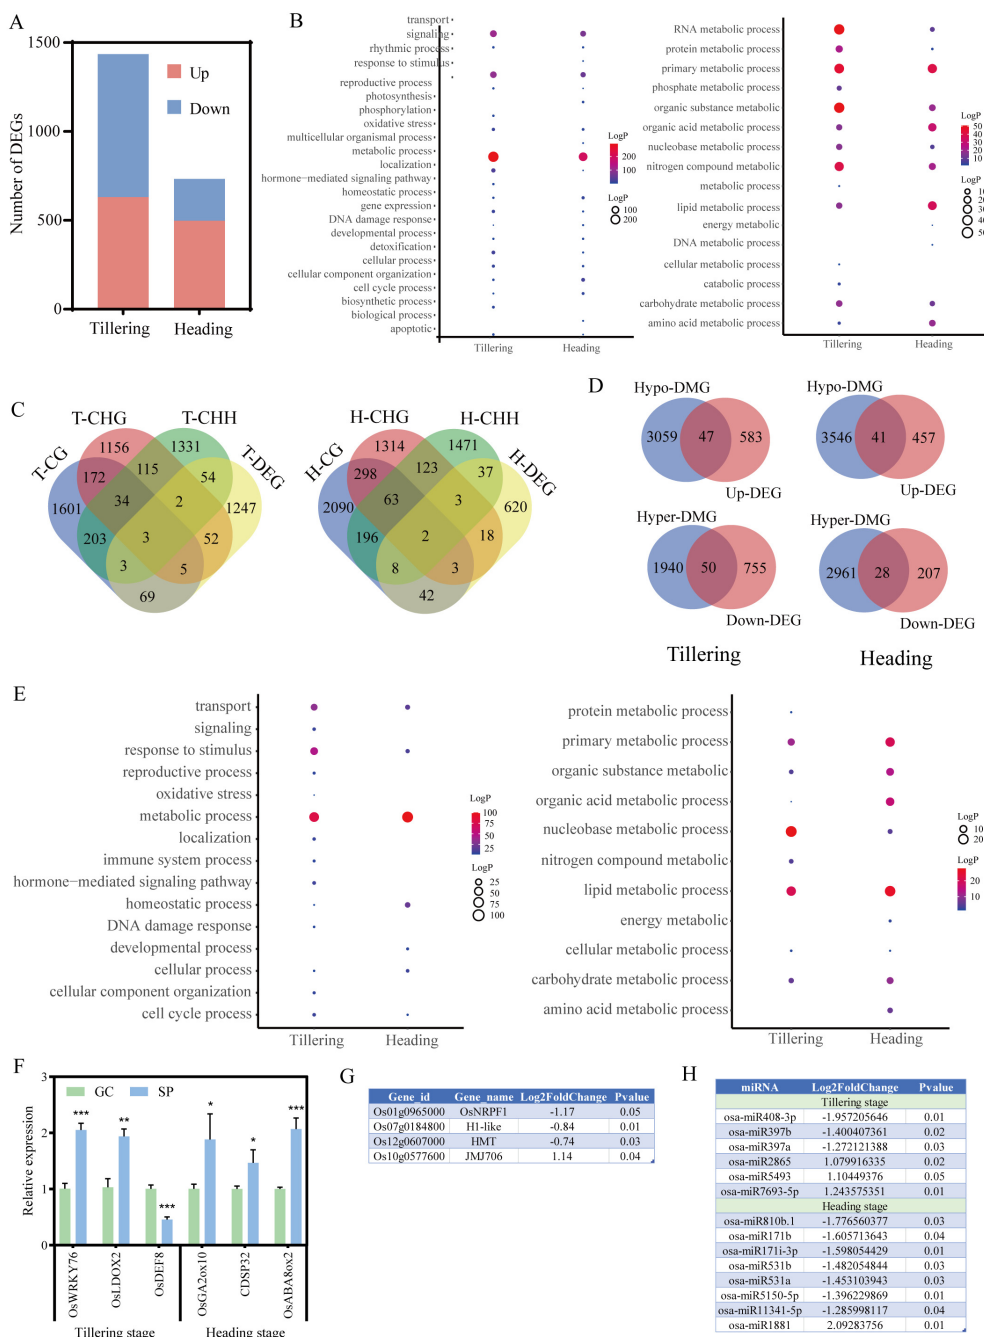 A
1500
1000
500
0
Number of DEGs
Up
Down
Tillering
Heading
B
transport
signaling
rhythmic process
response to stimulus
reproductive process
photosynthesis
phosphorylation
oxidative stress
multicellular organismal process
metabolic process
localization
hormone-mediated signaling pathway
homeostatic process
gene expression
DNA damage response
developmental process
detoxification
cellular process
cellular component organization
cell cycle process
biosynthetic process
biological process
apoptotic
Tillering
Heading
LogP
200
100
LogP
100
200
RNA metabolic process
protein metabolic process
primary metabolic process
phosphate metabolic process
organic substance metabolic
organic acid metabolic process
nucleobase metabolic process
nitrogen compound metabolic
metabolic process
lipid metabolic process
energy metabolic
DNA metabolic process
cellular metabolic process
catabolic process
carbohydrate metabolic process
amino acid metabolic process
Tillering
Heading
LogP
50
40
30
20
10
LogP
10
20
30
40
50
C
T-CG
T-CHG
T-CHH
T-DEG
1156
1331
172
115
54
1601
34
2
1247
203
3
52
3
5
69
H-CG
H-CHG
H-CHH
H-DEG
1314
1471
298
123
37
2090
63
3
620
196
2
18
8
3
42
D
Hypo-DMG
3059
47
583
Up-DEG
Hypo-DMG
3546
41
457
Up-DEG
Hyper-DMG
1940
50
755
Down-DEG
Hyper-DMG
2961
28
207
Down-DEG
Tillering
Heading
E
transport
signaling
response to stimulus
reproductive process
oxidative stress
metabolic process
localization
immune system process
hormone-mediated signaling pathway
homeostatic process
DNA damage response
developmental process
cellular process
cellular component organization
cell cycle process
Tillering
Heading
LogP
100
75
50
25
LogP
25
50
75
100
protein metabolic process
primary metabolic process
organic substance metabolic
organic acid metabolic process
nucleobase metabolic process
nitrogen compound metabolic
lipid metabolic process
energy metabolic
cellular metabolic process
carbohydrate metabolic process
amino acid metabolic process
Tillering
Heading
LogP
10
20
LogP
20
10
F
GC
SP
3
2
1
0
Relative expression
***
**
***
*
*
***
OsWRKY76
OsLDOX2
OsDEF8
OsGA2ox10
CDSP32
OsABA8ox2
Tillering stage
Heading stage
G
Gene_id Gene_name Log2FoldChange Pvalue
Os01g0965000 OsNRPF1 -1.17 0.05
Os07g0184800 H1-like -0.84 0.01
Os12g0607000 HMT -0.74 0.03
Os10g0577600 JMJ706 1.14 0.04
H
miRNA Log2FoldChange Pvalue
Tillering stage
osa-miR408-3p -1.957205646 0.01
osa-miR397b -1.400407361 0.02
osa-miR397a -1.272121388 0.03
osa-miR2865 1.079916335 0.02
osa-miR5493 1.10449376 0.05
osa-miR7693-5p 1.243575351 0.01
Heading stage
osa-miR810b.1 -1.776560377 0.03
osa-miR171b -1.605713643 0.04
osa-miR171i-3p -1.598054429 0.01
osa-miR531b -1.482054844 0.03
osa-miR531a -1.453103943 0.03
osa-miR5150-5p -1.396229869 0.01
osa-miR11341-5p -1.285998117 0.04
osa-miR1881 2.09283756 0.01